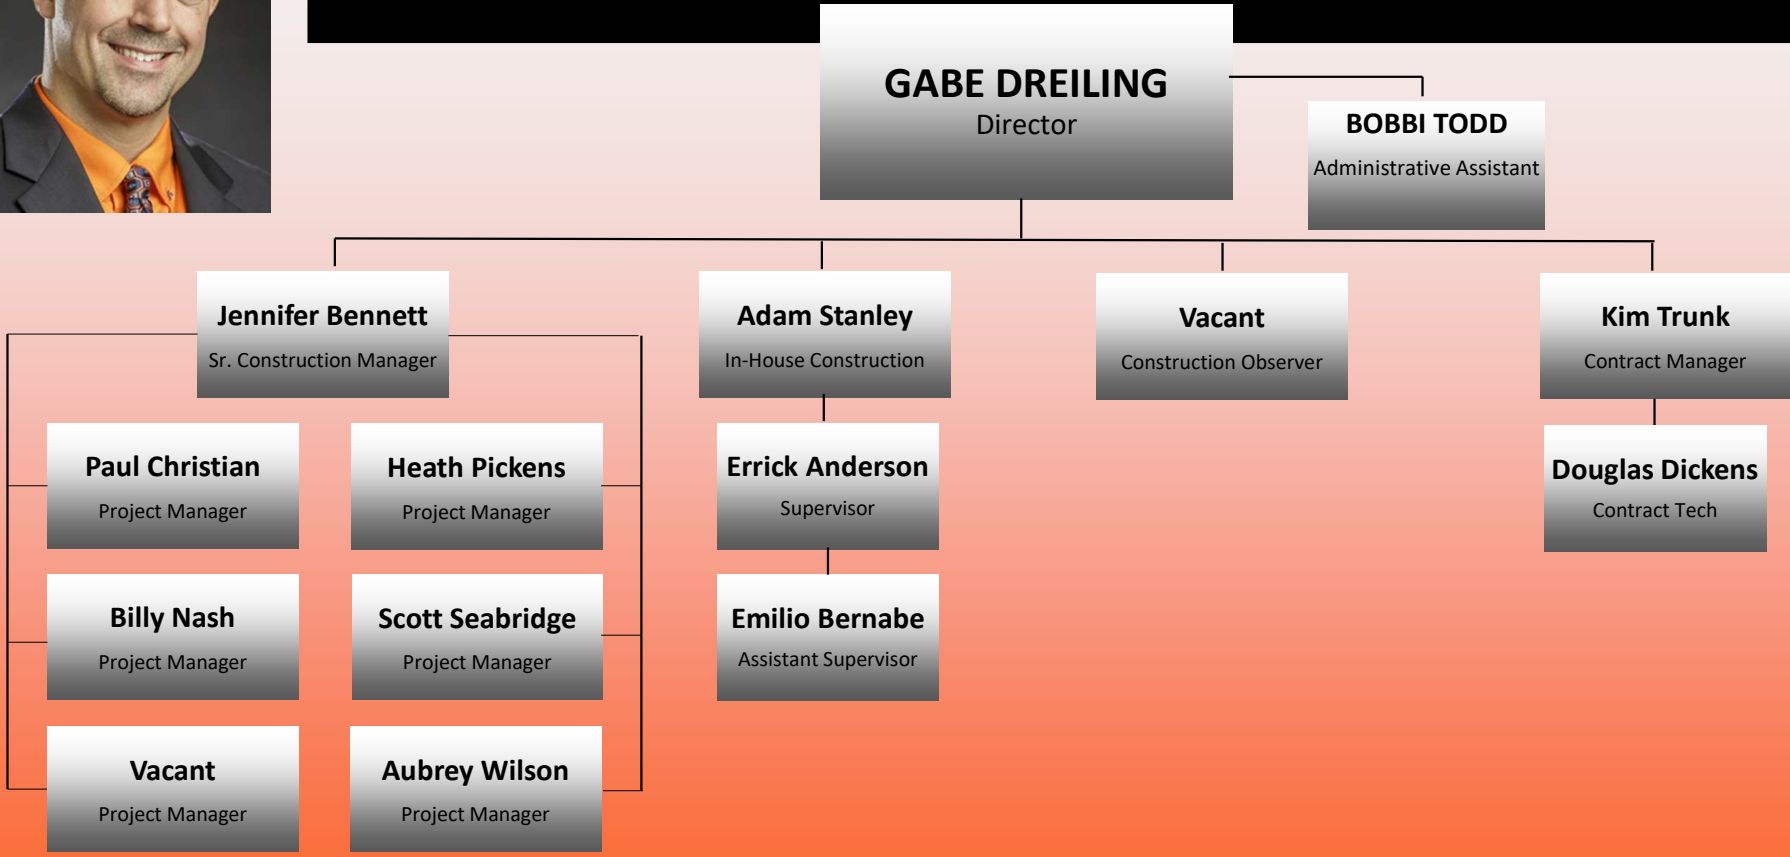 GABE DREILING
Director
BOBBI TODD
Administrative Assistant
Jennifer Bennett
Sr. Construction Manager
Adam Stanley
In-House Construction
Vacant
Construction Observer
Kim Trunk
Contract Manager
Paul Christian
Project Manager
Heath Pickens
Project Manager
Errick Anderson
Supervisor
Douglas Dickens
Contract Tech
Billy Nash
Project Manager
Scott Seabridge
Project Manager
Emilio Bernabe
Assistant Supervisor
Vacant
Project Manager
Aubrey Wilson
Project Manager